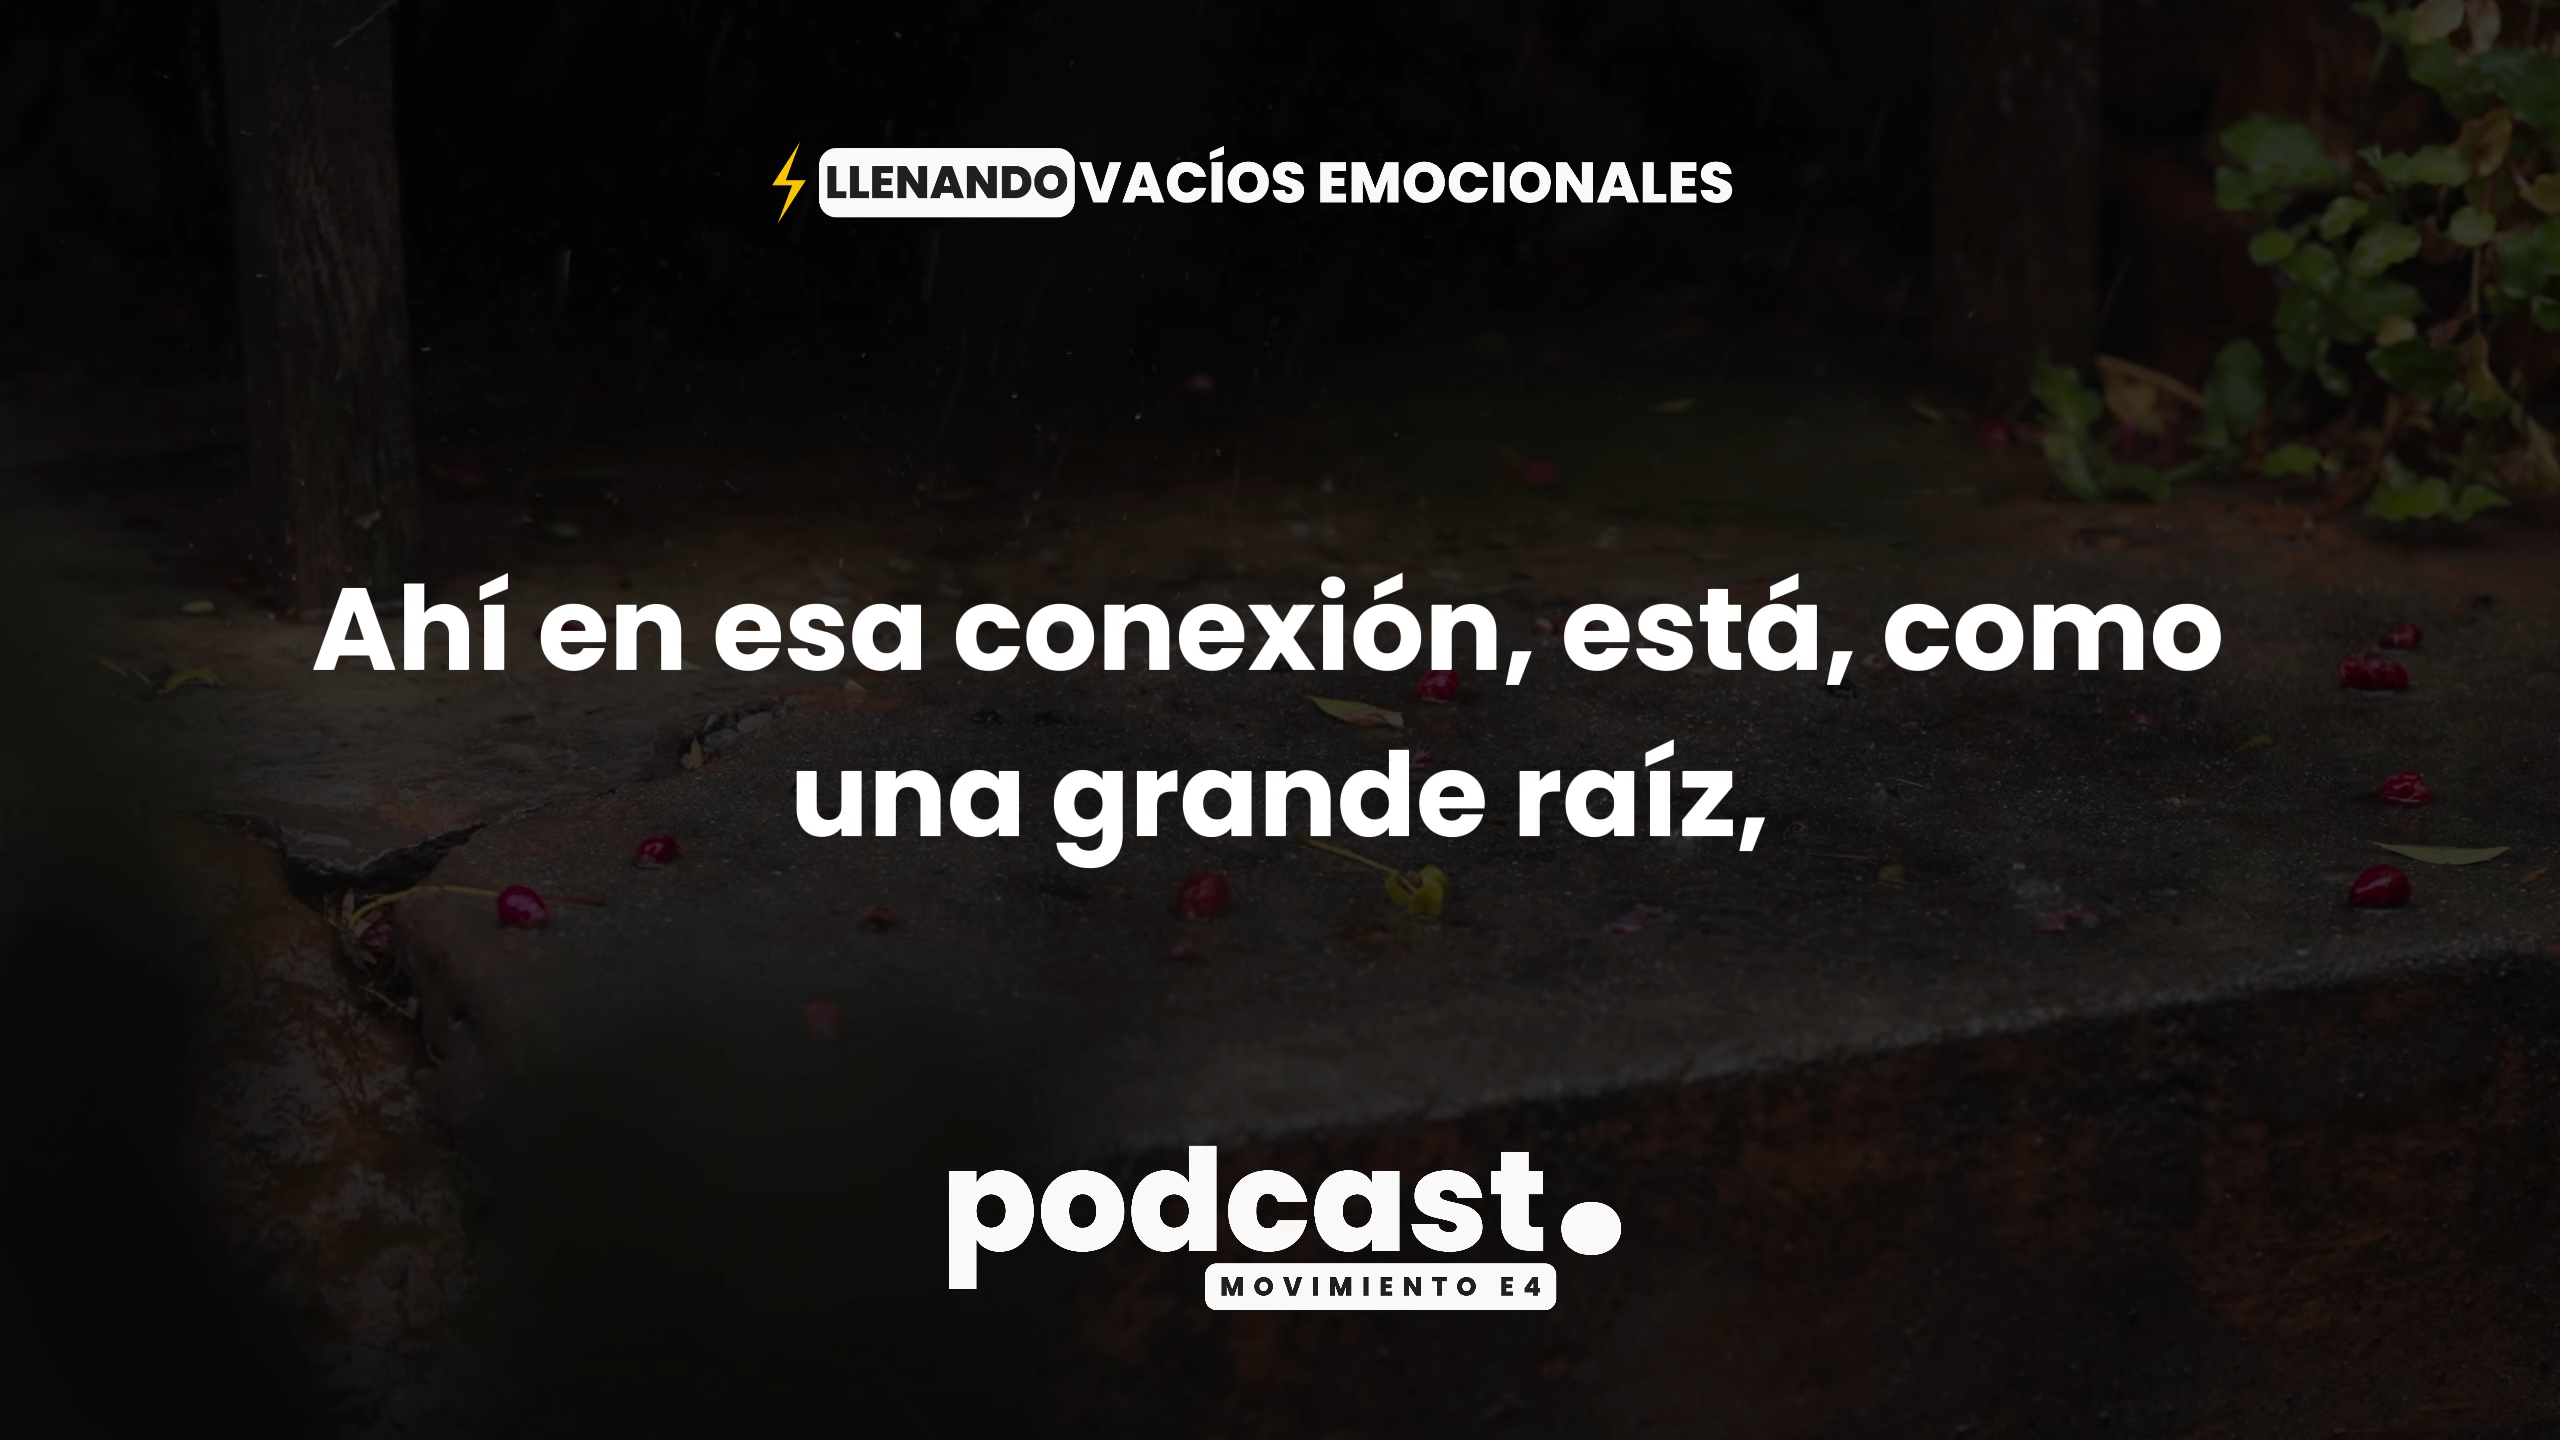 LLENANDO VACÍOS EMOCIONALES
Ahí en esa conexión, está, como
una grande raíz,
podcast.
MOVIMIENTO E4